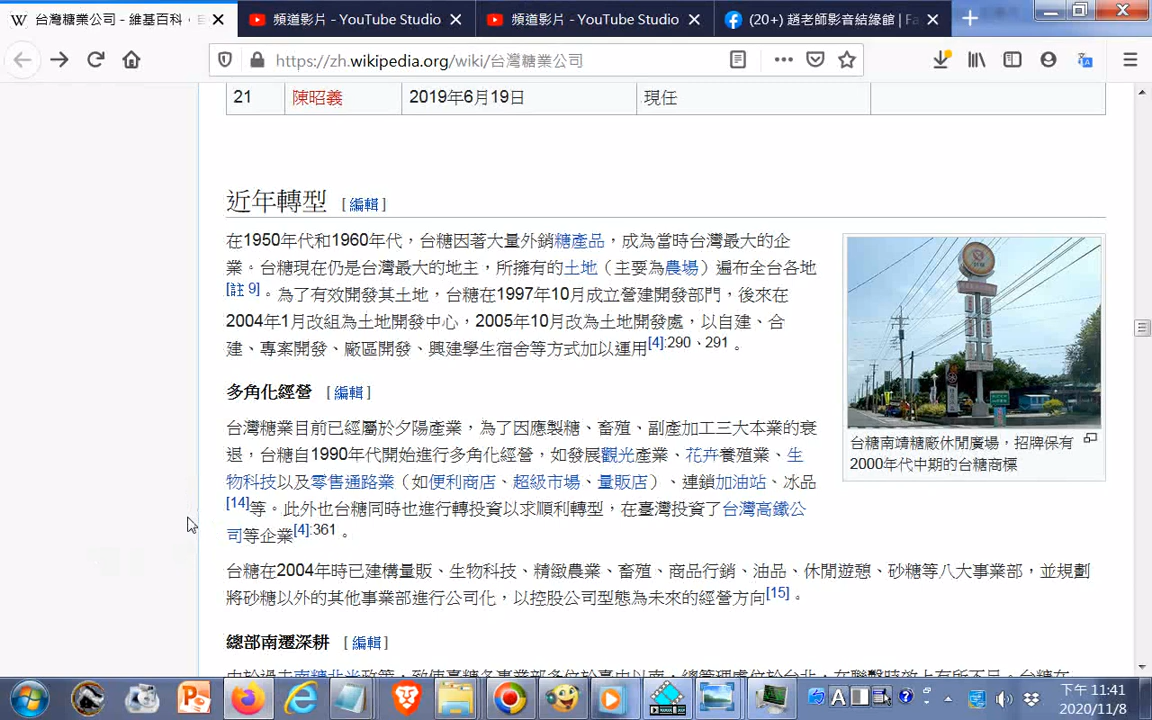 台灣糖業公司 - 維基百科，
頻道影片 - YouTube Studio
頻道影片 - YouTube Studio
(20+) 趙老師影音結緣館 | Fa
https://zh.wikipedia.org/wiki/台灣糖業公司
21 陳昭義 2019年6月19日 現任
近年轉型 [編輯]
在1950年代和1960年代，台糖因著大量外銷糖產品，成為當時台灣最大的企
業。台糖現在仍是台灣最大的地主，所擁有的土地（主要為農場）遍布全台各地
[註 9]。為了有效開發其土地，台糖在1997年10月成立營建開發部門，後來在
2004年1月改組為土地開發中心，2005年10月改為土地開發處，以自建、合
建、專案開發、廠區開發、興建學生宿舍等方式加以運用[4]:290、291。
台糖南靖糖廠休閒廣場，招牌保有
2000年代中期的台糖商標
多角化經營 [編輯]
台灣糖業目前已經屬於夕陽產業，為了因應製糖、畜殖、副產加工三大本業的衰
退，台糖自1990年代開始進行多角化經營，如發展觀光產業、花卉養殖業、生
物科技以及零售通路業（如便利商店、超級市場、量販店）、連鎖加油站、冰品
[14]等。此外也台糖同時也進行轉投資以求順利轉型，在臺灣投資了台灣高鐵公
司等企業[4]:361。
台糖在2004年時已建構量販、生物科技、精緻農業、畜殖、商品行銷、油品、休閒遊憩、砂糖等八大事業部，並規劃
將砂糖以外的其他事業部進行公司化，以控股公司型態為未來的經營方向[15]。
總部南遷深耕 [編輯]
下午 11:41
2020/11/8